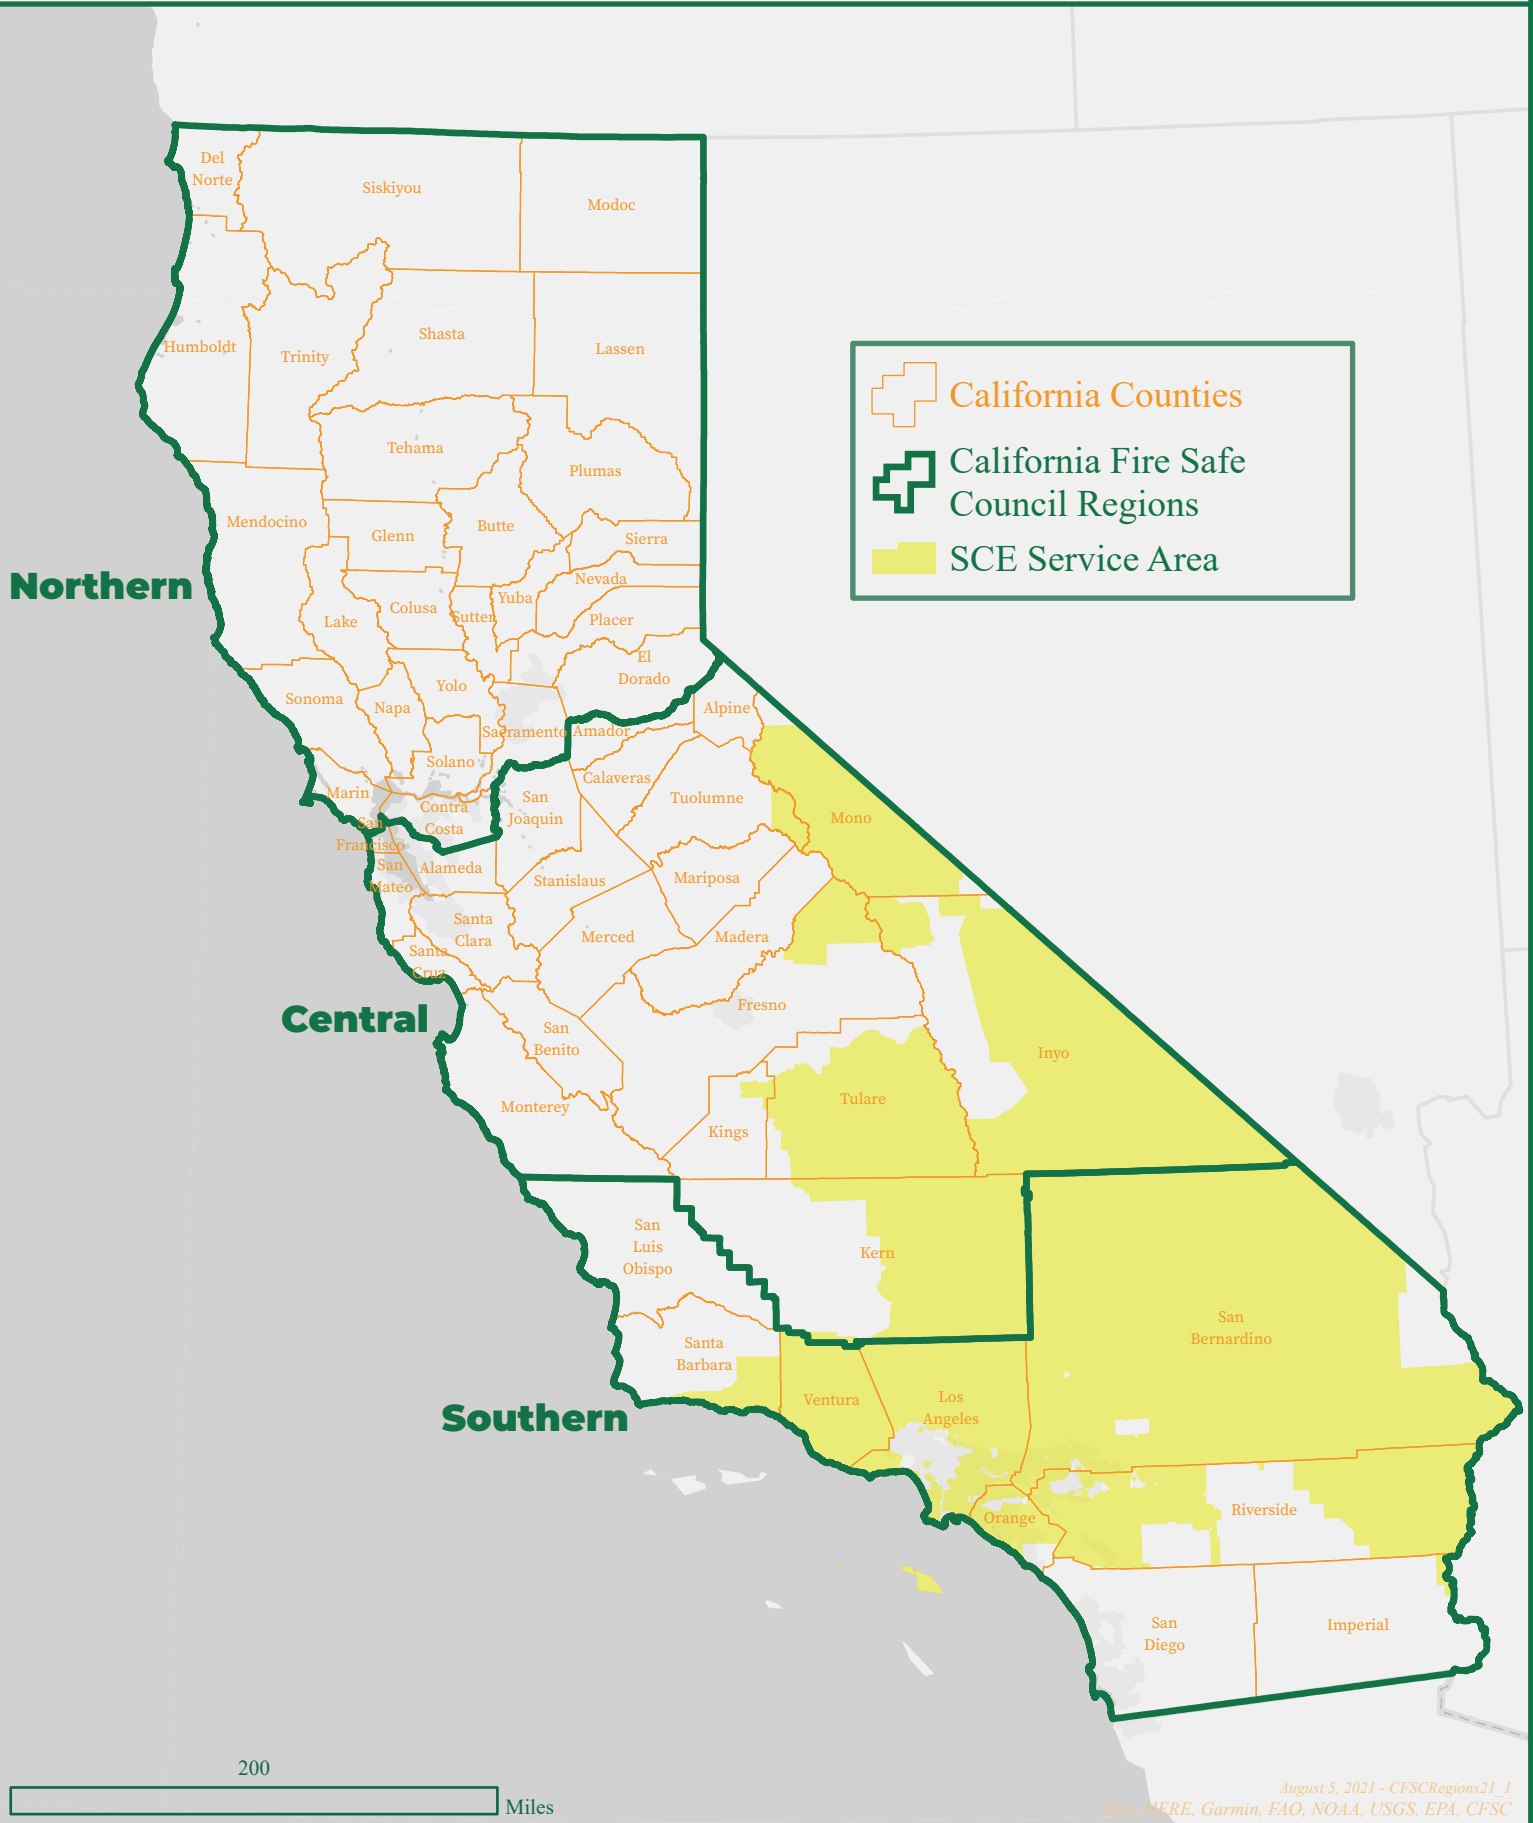 Del
Norte
Siskiyou
Modoc
Humboldt
Trinity
Shasta
Lassen
California Counties
California Fire Safe
Council Regions
SCE Service Area
Tehama
Plumas
Mendocino
Glenn
Butte
Sierra
Northern
Nevada
Colusa
Sutter
Yuba
Placer
Lake
El
Dorado
Sonoma
Napa
Yolo
Sacramento
Amador
Alpine
Solano
Calaveras
Marin
Contra
Costa
San
Joaquin
Tuolumne
Mono
San
Francisco
San
Mateo
Alameda
Stanislaus
Mariposa
Santa
Clara
Merced
Madera
Santa
Cruz
Central
Fresno
San
Benito
Inyo
Monterey
Tulare
Kings
San
Luis
Obispo
Kern
San
Bernardino
Santa
Barbara
Ventura
Los
Angeles
Southern
Orange
Riverside
San
Diego
Imperial
200
Miles
August 5, 2021 - CFSCRegions21_1
Esri, HERE, Garmin, FAO, NOAA, USGS, EPA, CFSC